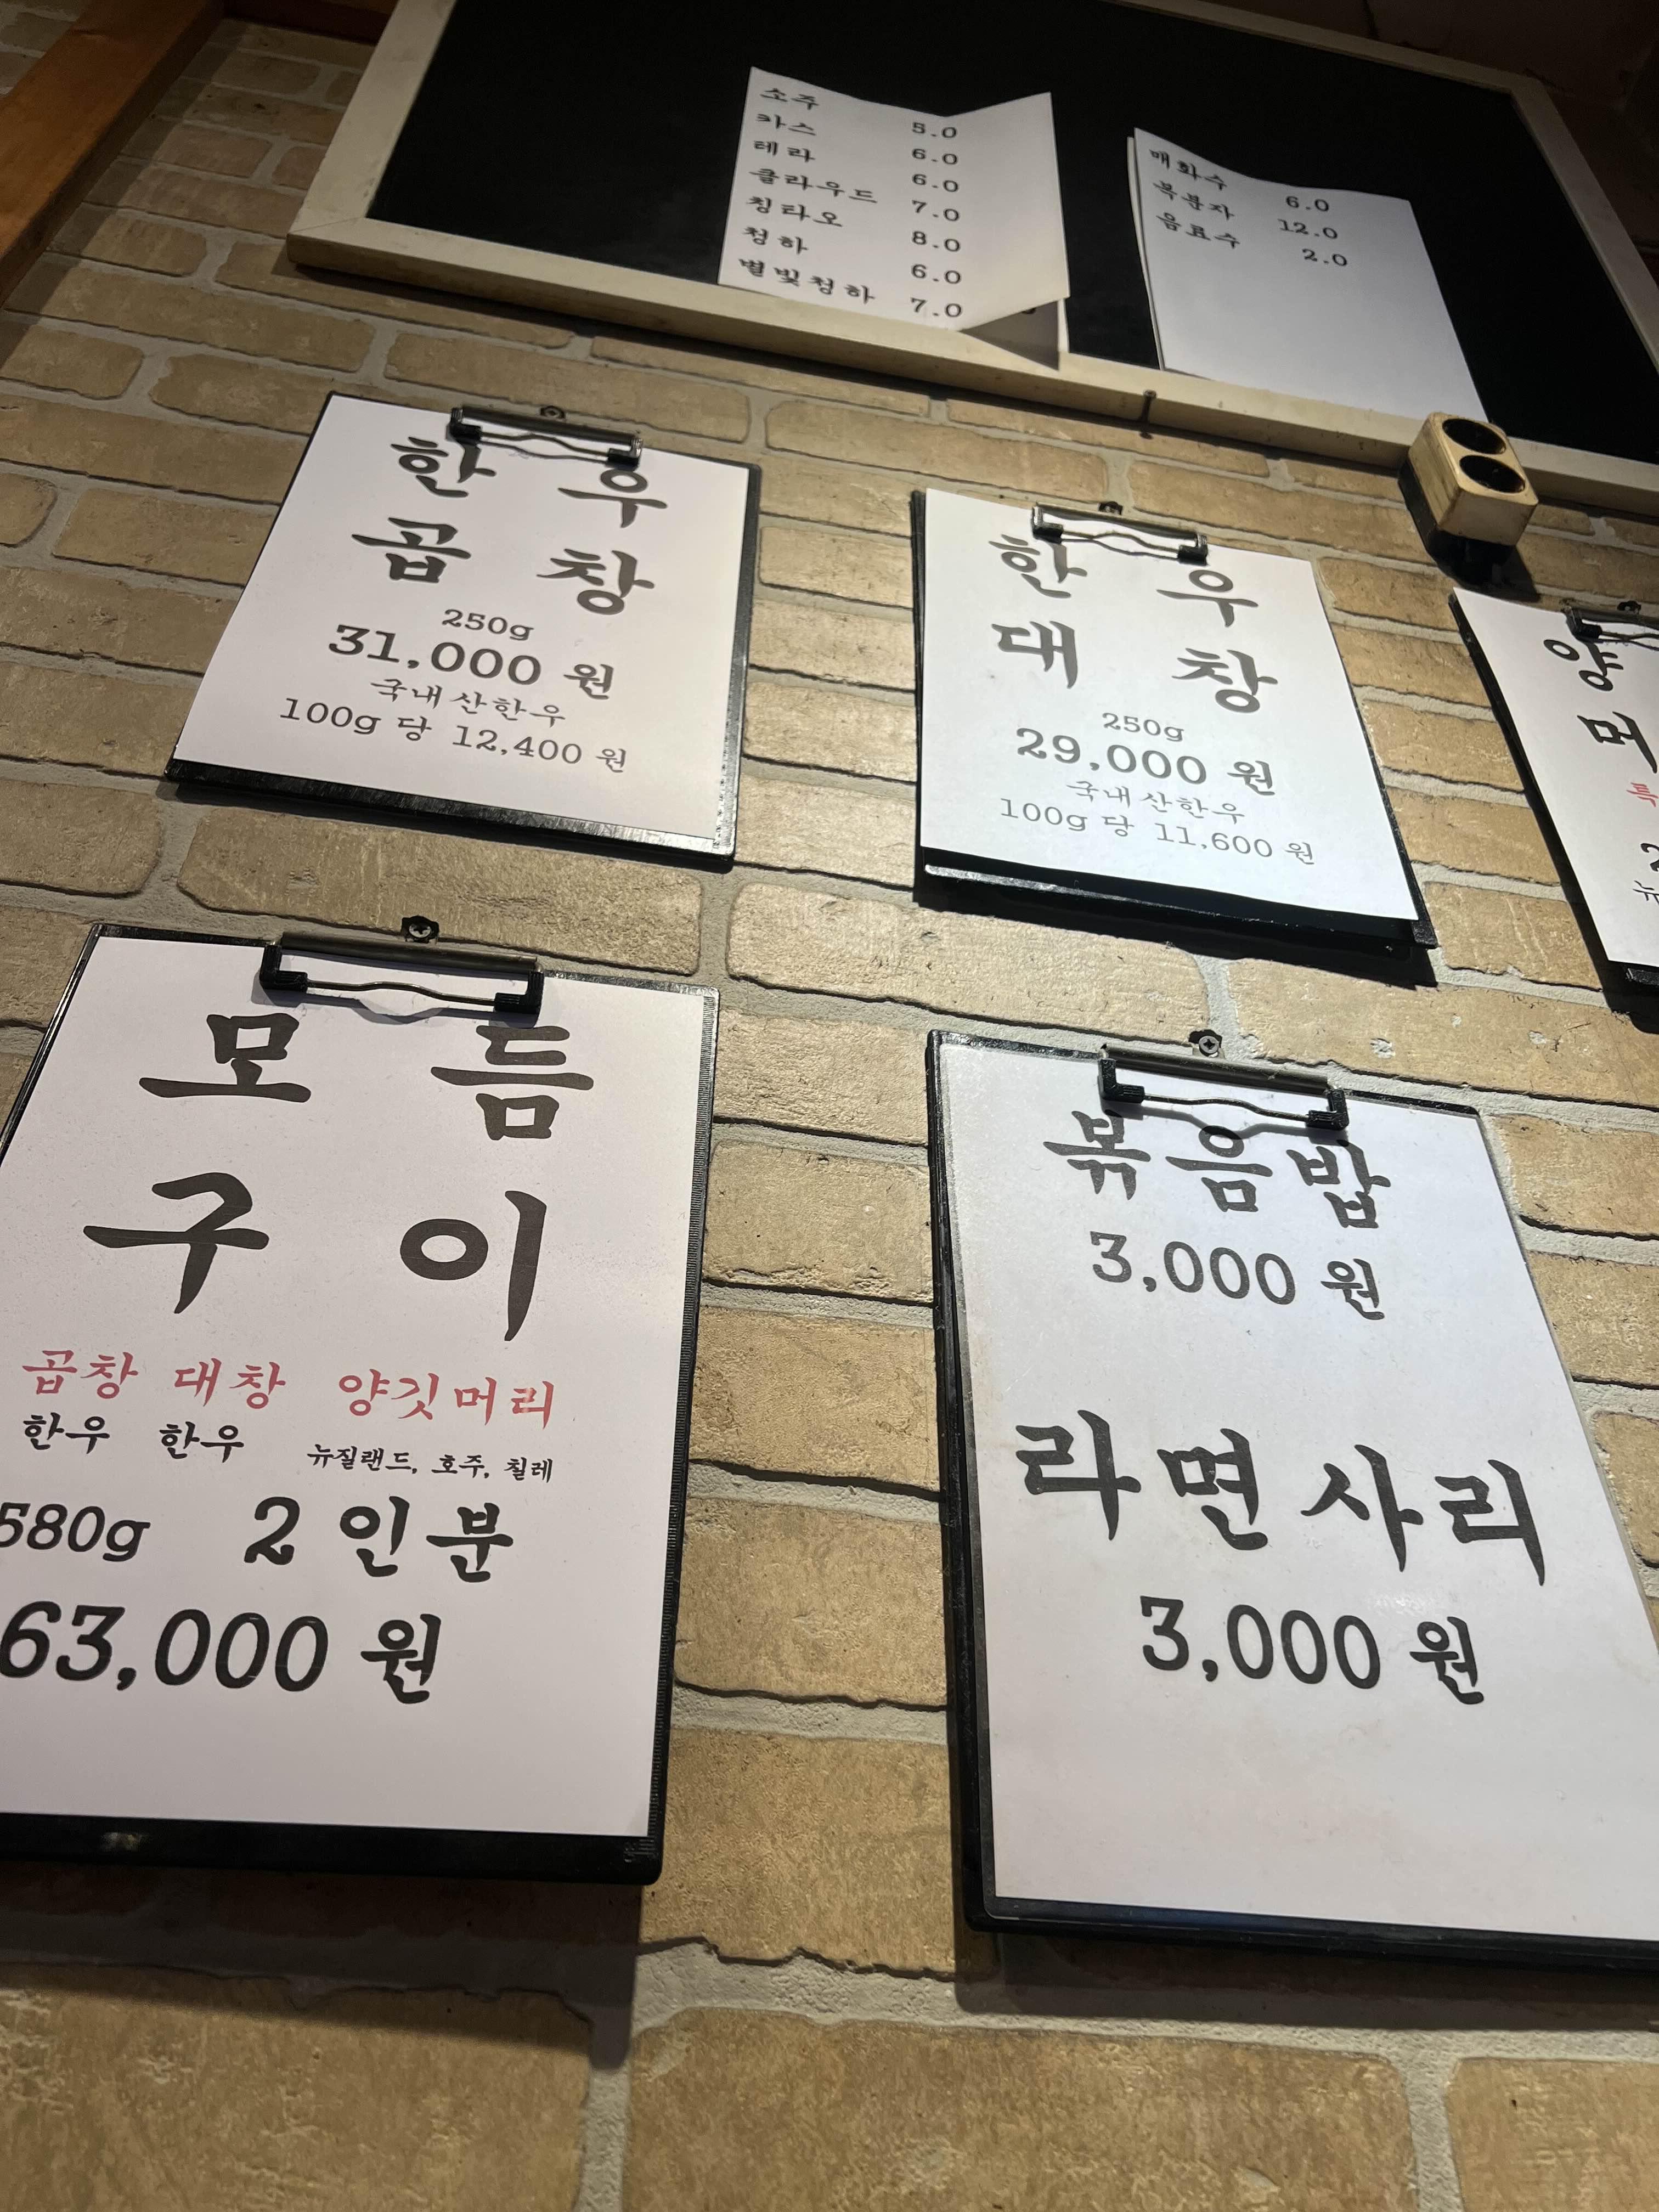 소주 5.0
카스 6.0
테라 6.0
클라우드 7.0
칭타오 8.0
청하 6.0
별빛청하 7.0
매화수 6.0
복분자 12.0
음료수 2.0
한우
곱창
250g
31,000 원
국내산한우
100g 당 12,400 원
한우
대창
250g
29,000 원
국내산한우
100g 당 11,600 원
양
머
특
2
뉴
모듬
구이
곱창 대창 양깃머리
한우 한우 뉴질랜드, 호주, 칠레
580g 2인분
63,000 원
볶음밥
3,000 원
라면사리
3,000 원